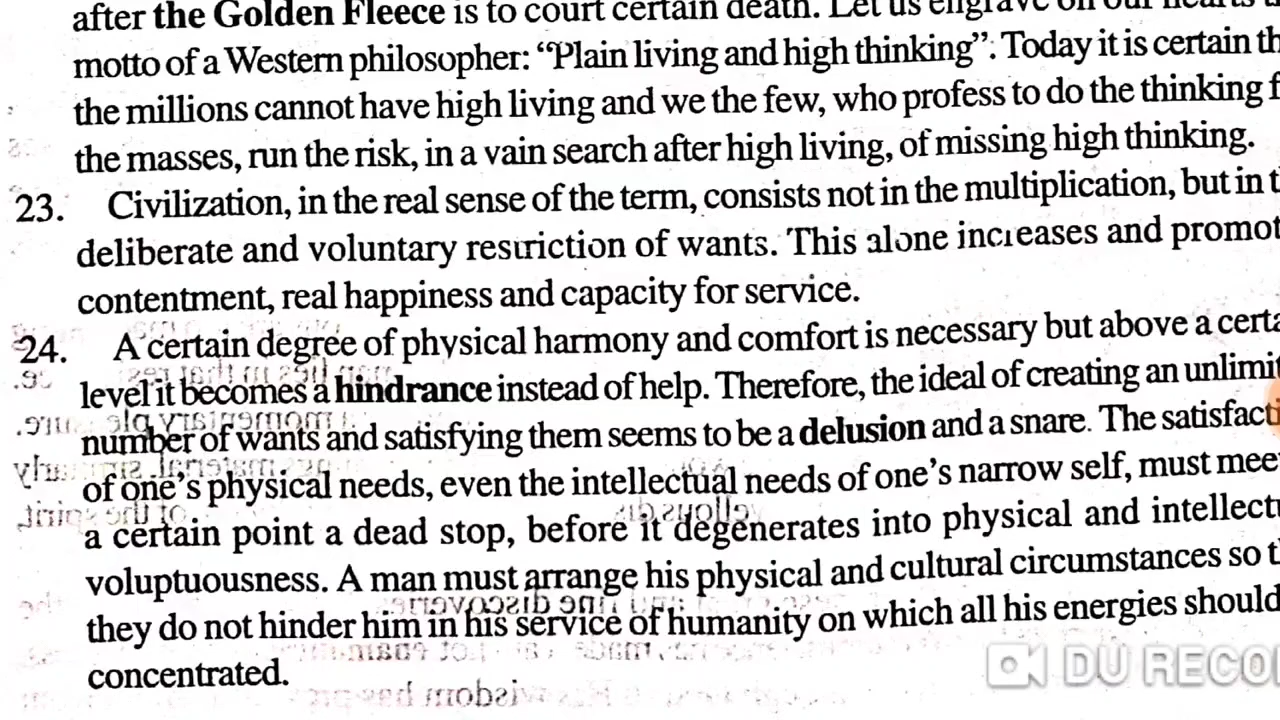 after the Golden Fleece is to court certain death. Let us engrave on our hearts
motto of a Western philosopher: “Plain living and high thinking”. Today it is certain th
the millions cannot have high living and we the few, who profess to do the thinking f
the masses, run the risk, in a vain search after high living, of missing high thinking.
23. Civilization, in the real sense of the term, consists not in the multiplication, but in t
deliberate and voluntary restriction of wants. This alone increases and promot
contentment, real happiness and capacity for service.
24. A certain degree of physical harmony and comfort is necessary but above a certa
level it becomes a hindrance instead of help. Therefore, the ideal of creating an unlimit
number of wants and satisfying them seems to be a delusion and a snare. The satisfacti
of one’s physical needs, even the intellectual needs of one’s narrow self, must mee
a certain point a dead stop, before it degenerates into physical and intellectu
voluptuousness. A man must arrange his physical and cultural circumstances so t
they do not hinder him in his service of humanity on which all his energies should
concentrated.
DU RECO